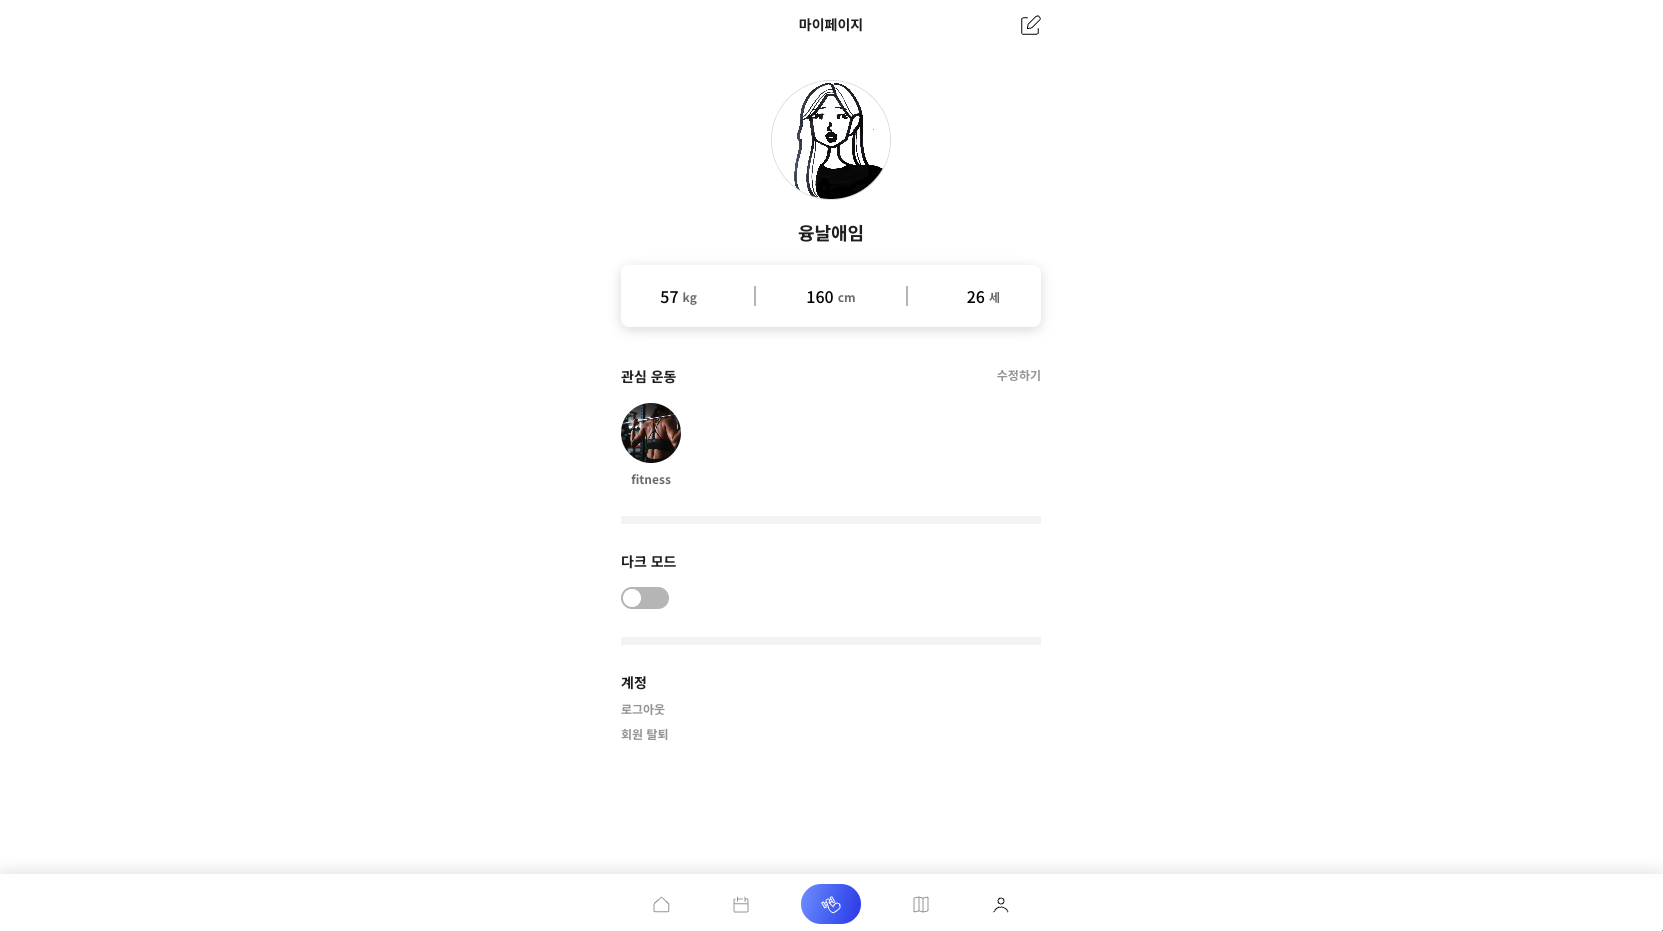 마이페이지
융날애임
57 kg 160 cm 26 세
관심 운동 수정하기
fitness
다크 모드
계정
로그아웃
회원 탈퇴